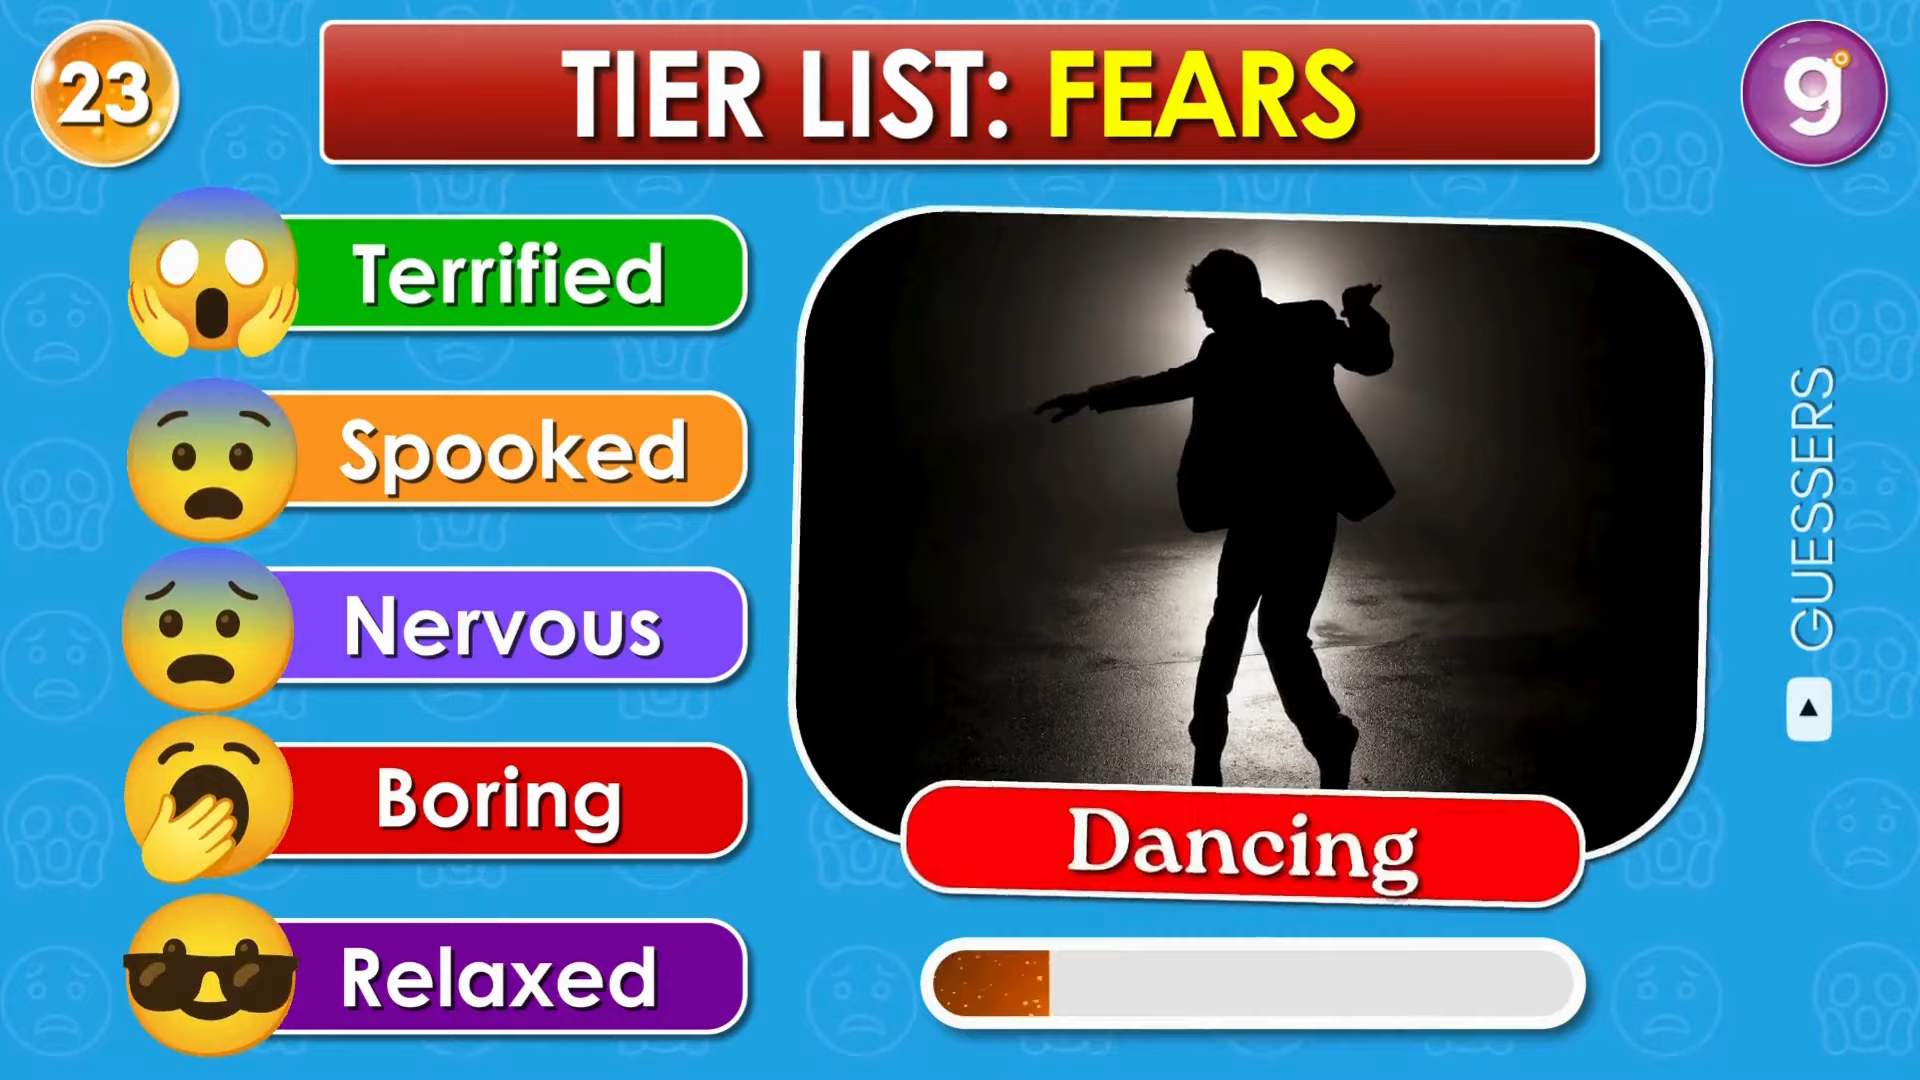 23
TIER LIST: FEARS
g
Terrified
Spooked
Nervous
Boring
Relaxed
Dancing
GUESSERS